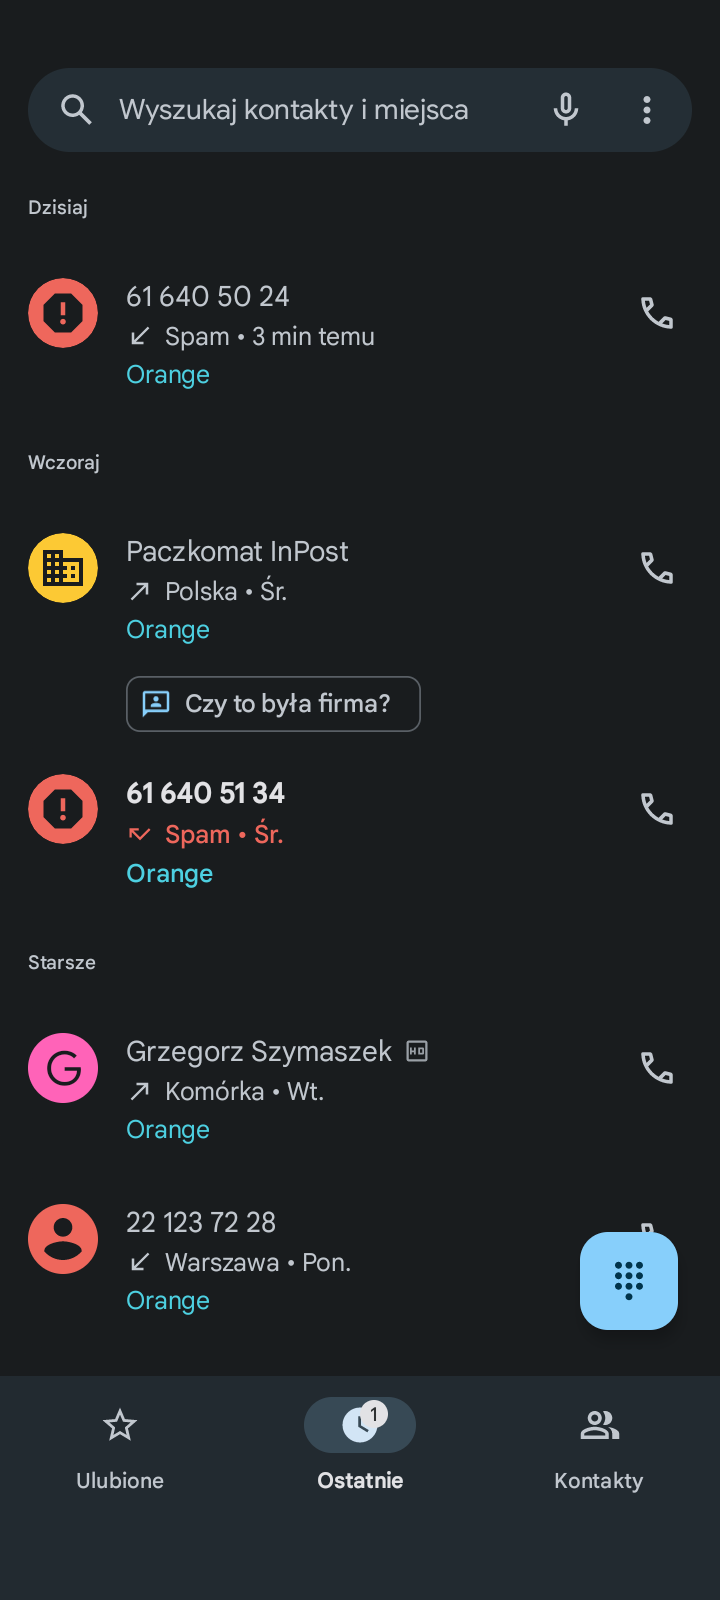 Wyszukaj kontakty i miejsca
Dzisiaj
61 640 50 24
Spam • 3 min temu
Orange
Wczoraj
Paczkomat InPost
Polska • Śr.
Orange
Czy to była firma?
61 640 51 34
Spam • Śr.
Orange
Starsze
Grzegorz Szymaszek HD
Komórka • Wt.
Orange
22 123 72 28
Warszawa • Pon.
Orange
1
Ulubione
Ostatnie
Kontakty